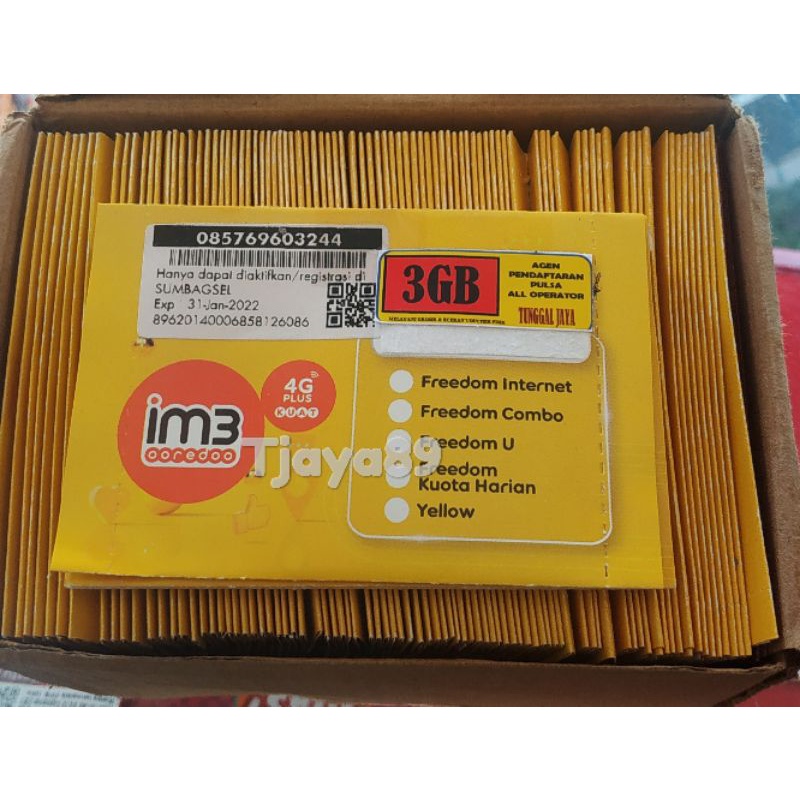 085769603244
Hanya dapat diaktifkan/registrasi di
SUMBAGSEL
Exp 31-Jan-2022
89620140006858126086
3GB
AGEN
PENDAFTARAN
PULSA
ALL OPERATOR
TUNGGAL JAYA
im3
ooredoo
4G
PLUS
KUAT
Tjaya89
Freedom Internet
Freedom Combo
Freedom U
Freedom
Kuota Harian
Yellow